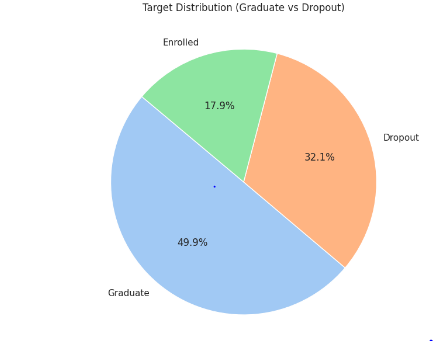 Target Distribution (Graduate vs Dropout)
Enrolled
17.9%
Dropout
32.1%
49.9%
Graduate